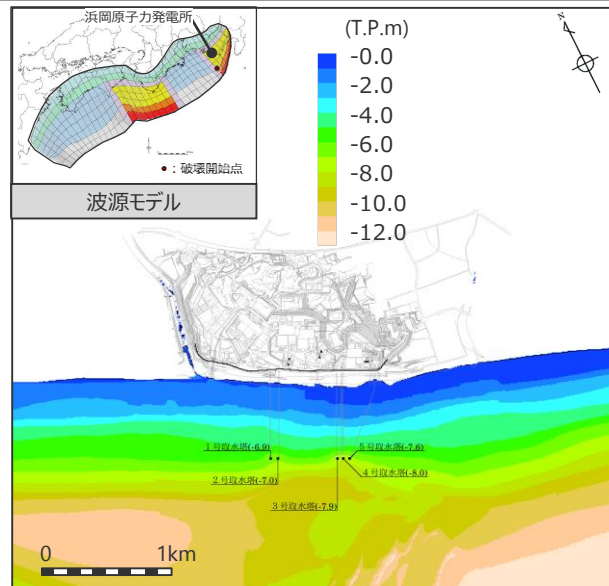 浜岡原子力発電所
●：破壊開始点
波源モデル
(T.P.m)
-0.0
-2.0
-4.0
-6.0
-8.0
-10.0
-12.0
N
1号取水塔(-6.9)
2号取水塔(-7.0)
3号取水塔(-7.9)
5号取水塔(-7.6)
4号取水塔(-8.0)
0 1km